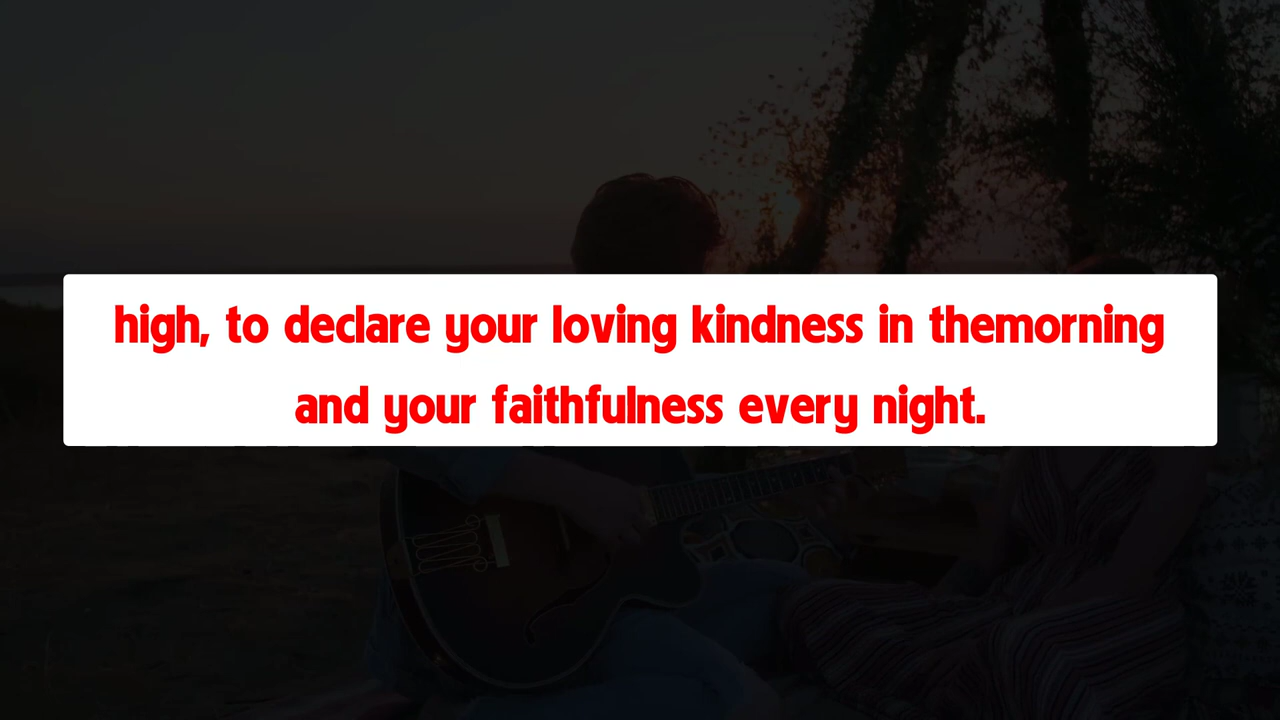 high, to declare your loving kindness in themorning
and your faithfulness every night.